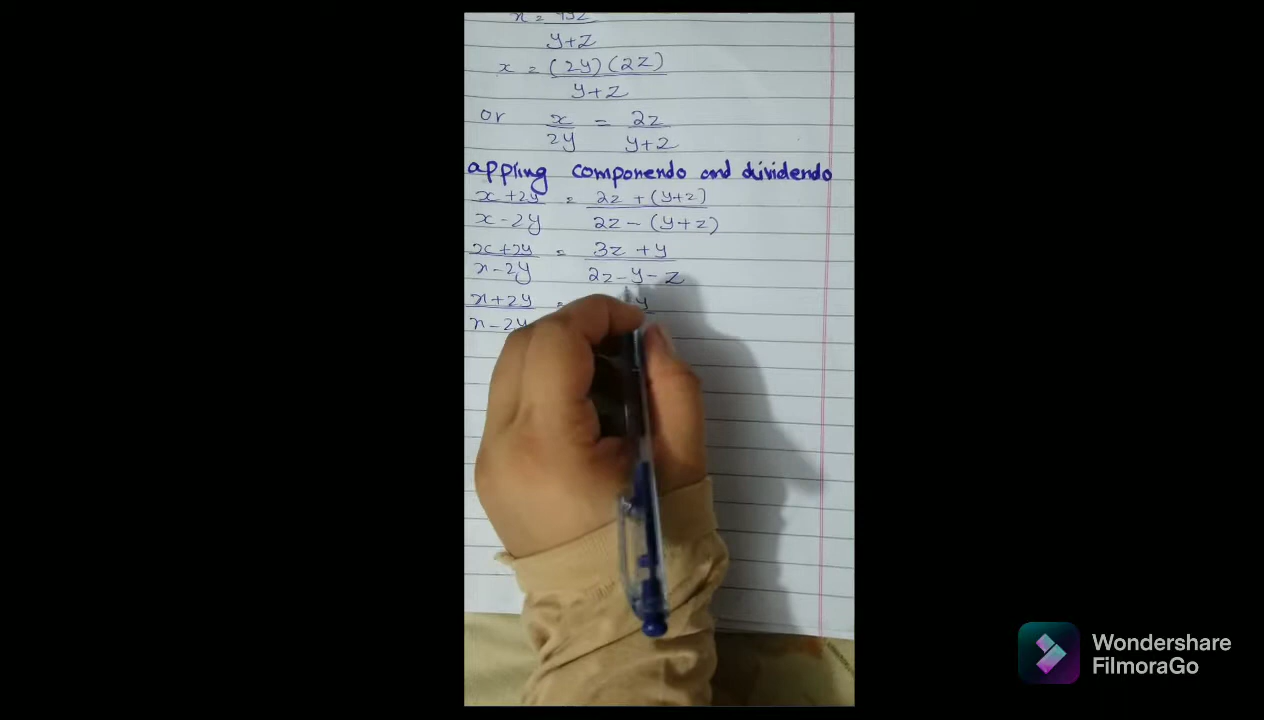 y+z
x = (2y)(2z)
y+z
or x/2y = 2z/y+z
appling componendo and dividendo
x+2y/x-2y = 2z+(y+z)/2z-(y+z)
x+2y/x-2y = 3z+y/2z-y-z
x+2y/x-2y = y
Wondershare
FilmoraGo